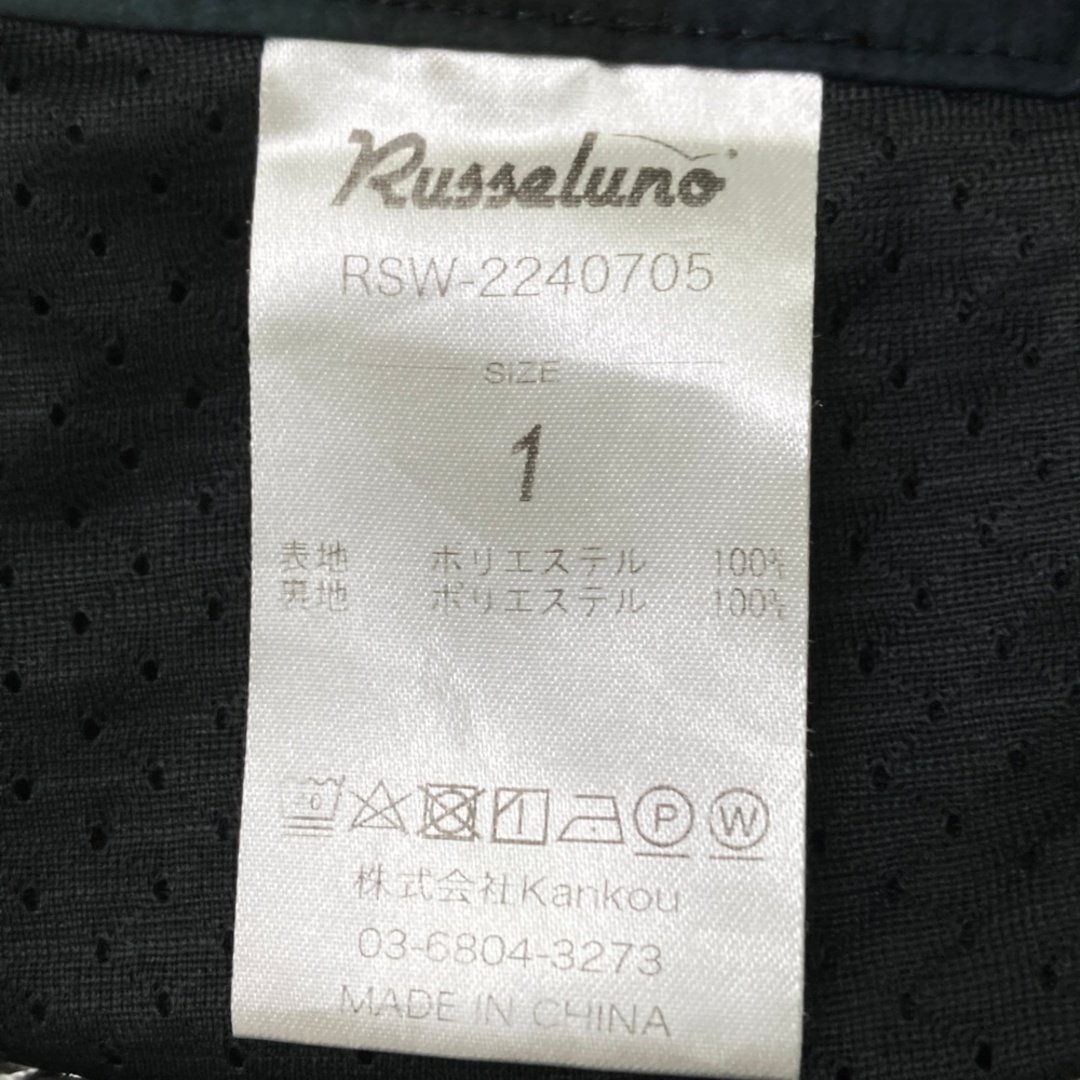 Russeluno
RSW-2240705
SIZE
1
表地 ポリエステル 100%
裏地 ポリエステル 100%
P W
株式会社Kankou
03-6804-3273
MADE IN CHINA